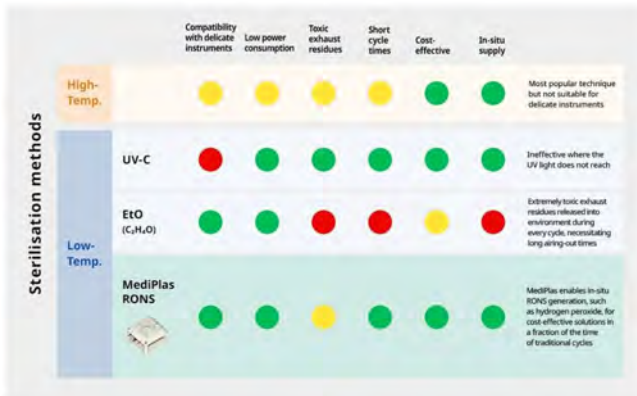 Compatibility
with delicate
instruments
Low power
consumption
Toxic
exhaust
residues
Short
cycle
times
Cost-
effective
In-situ
supply
Sterilisation methods
High-
Temp.
Most popular technique
but not suitable for
delicate instruments
Low-
Temp.
UV-C
Ineffective where the
UV light does not reach
EtO
(C₂H₄O)
Extremely toxic exhaust
residues released into
environment during
every cycle, necessitating
long airing-out times
MediPlas
RONS
MediPlas enables in-situ
RONS generation, such
as hydrogen peroxide, for
cost-effective solutions in
a fraction of the time
of traditional cycles